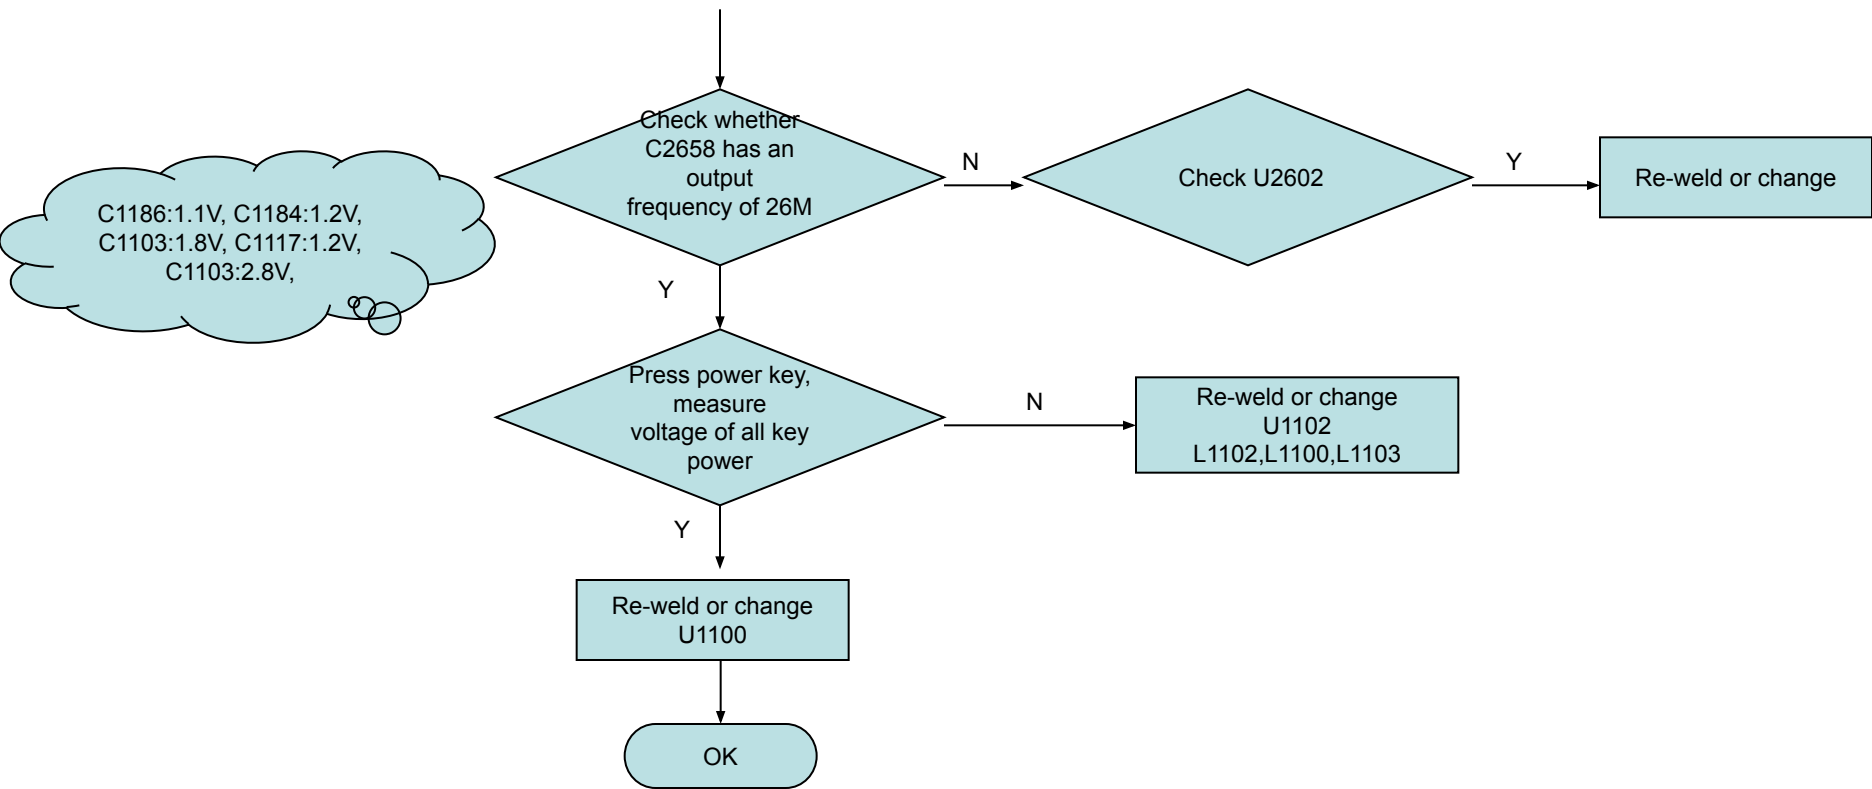 Check whether
C2658 has an
output
frequency of 26M
N
Check U2602
Y
Re-weld or change
C1186:1.1V, C1184:1.2V,
C1103:1.8V, C1117:1.2V,
C1103:2.8V,
Y
Press power key,
measure
voltage of all key
power
N
Re-weld or change
U1102
L1102,L1100,L1103
Y
Re-weld or change
U1100
OK